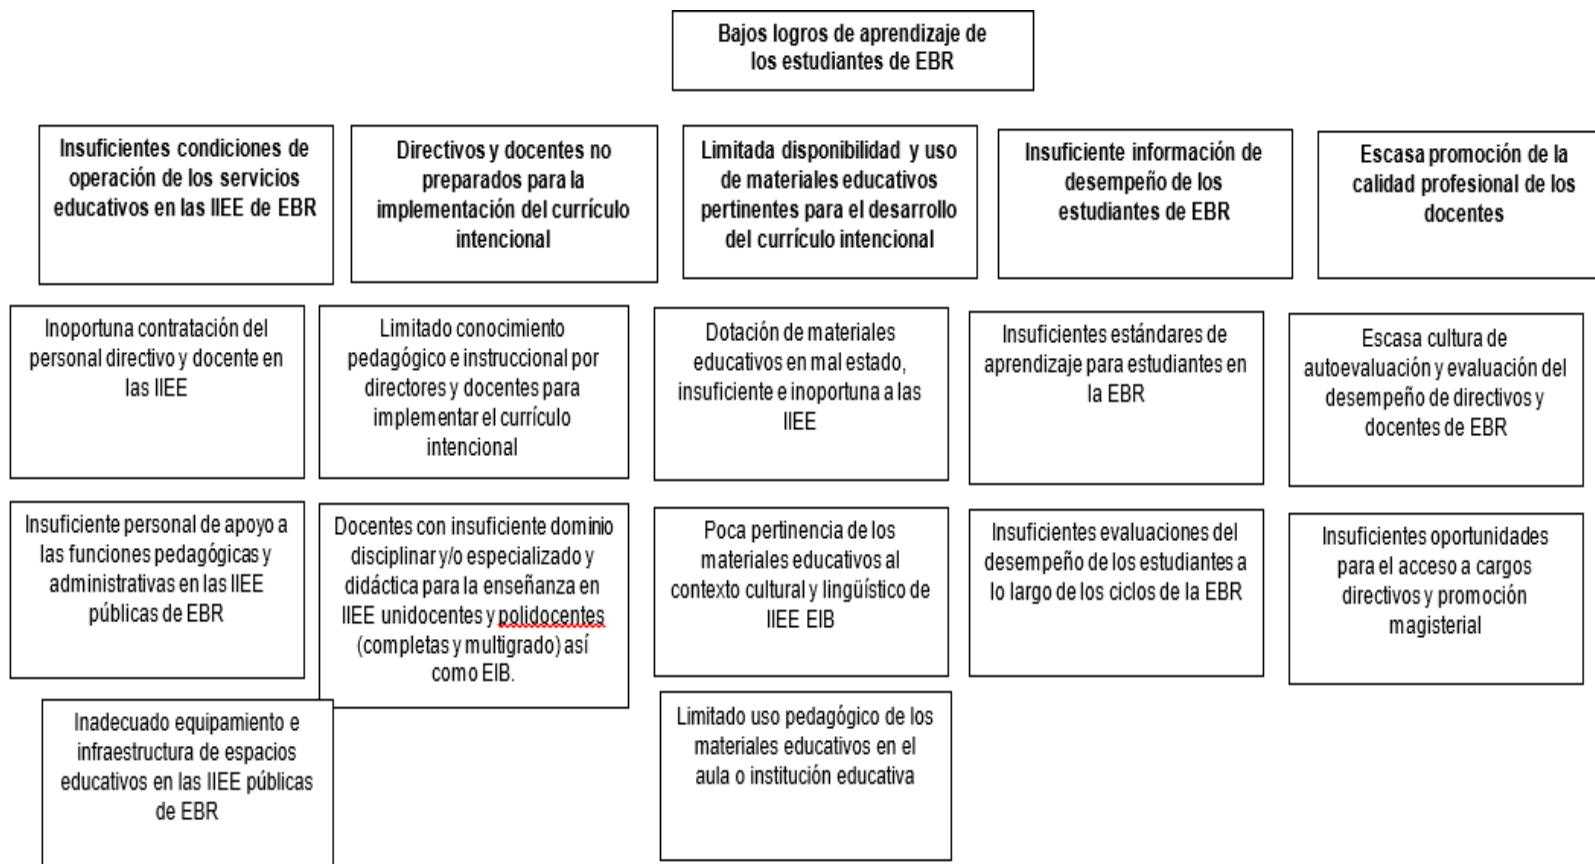 Bajos logros de aprendizaje de
los estudiantes de EBR
Insuficientes condiciones de
operación de los servicios
educativos en las IIEE de EBR
Directivos y docentes no
preparados para la
implementación del currículo
intencional
Limitada disponibilidad y uso
de materiales educativos
pertinentes para el desarrollo
del currículo intencional
Insuficiente información de
desempeño de los
estudiantes de EBR
Escasa promoción de la
calidad profesional de los
docentes
Inoportuna contratación del
personal directivo y docente en
las IIEE
Limitado conocimiento
pedagógico e instruccional por
directores y docentes para
implementar el currículo
intencional
Dotación de materiales
educativos en mal estado,
insuficiente e inoportuna a las
IIEE
Insuficientes estándares de
aprendizaje para estudiantes en
la EBR
Escasa cultura de
autoevaluación y evaluación del
desempeño de directivos y
docentes de EBR
Insuficiente personal de apoyo a
las funciones pedagógicas y
administrativas en las IIEE
públicas de EBR
Docentes con insuficiente dominio
disciplinar y/o especializado y
didáctica para la enseñanza en
IIEE unidocentes y polidocentes
(completas y multigrado) así
como EIB.
Poca pertinencia de los
materiales educativos al
contexto cultural y lingüístico de
IIEE EIB
Insuficientes evaluaciones del
desempeño de los estudiantes a
lo largo de los ciclos de la EBR
Insuficientes oportunidades
para el acceso a cargos
directivos y promoción
magisterial
Inadecuado equipamiento e
infraestructura de espacios
educativos en las IIEE públicas
de EBR
Limitado uso pedagógico de los
materiales educativos en el
aula o institución educativa